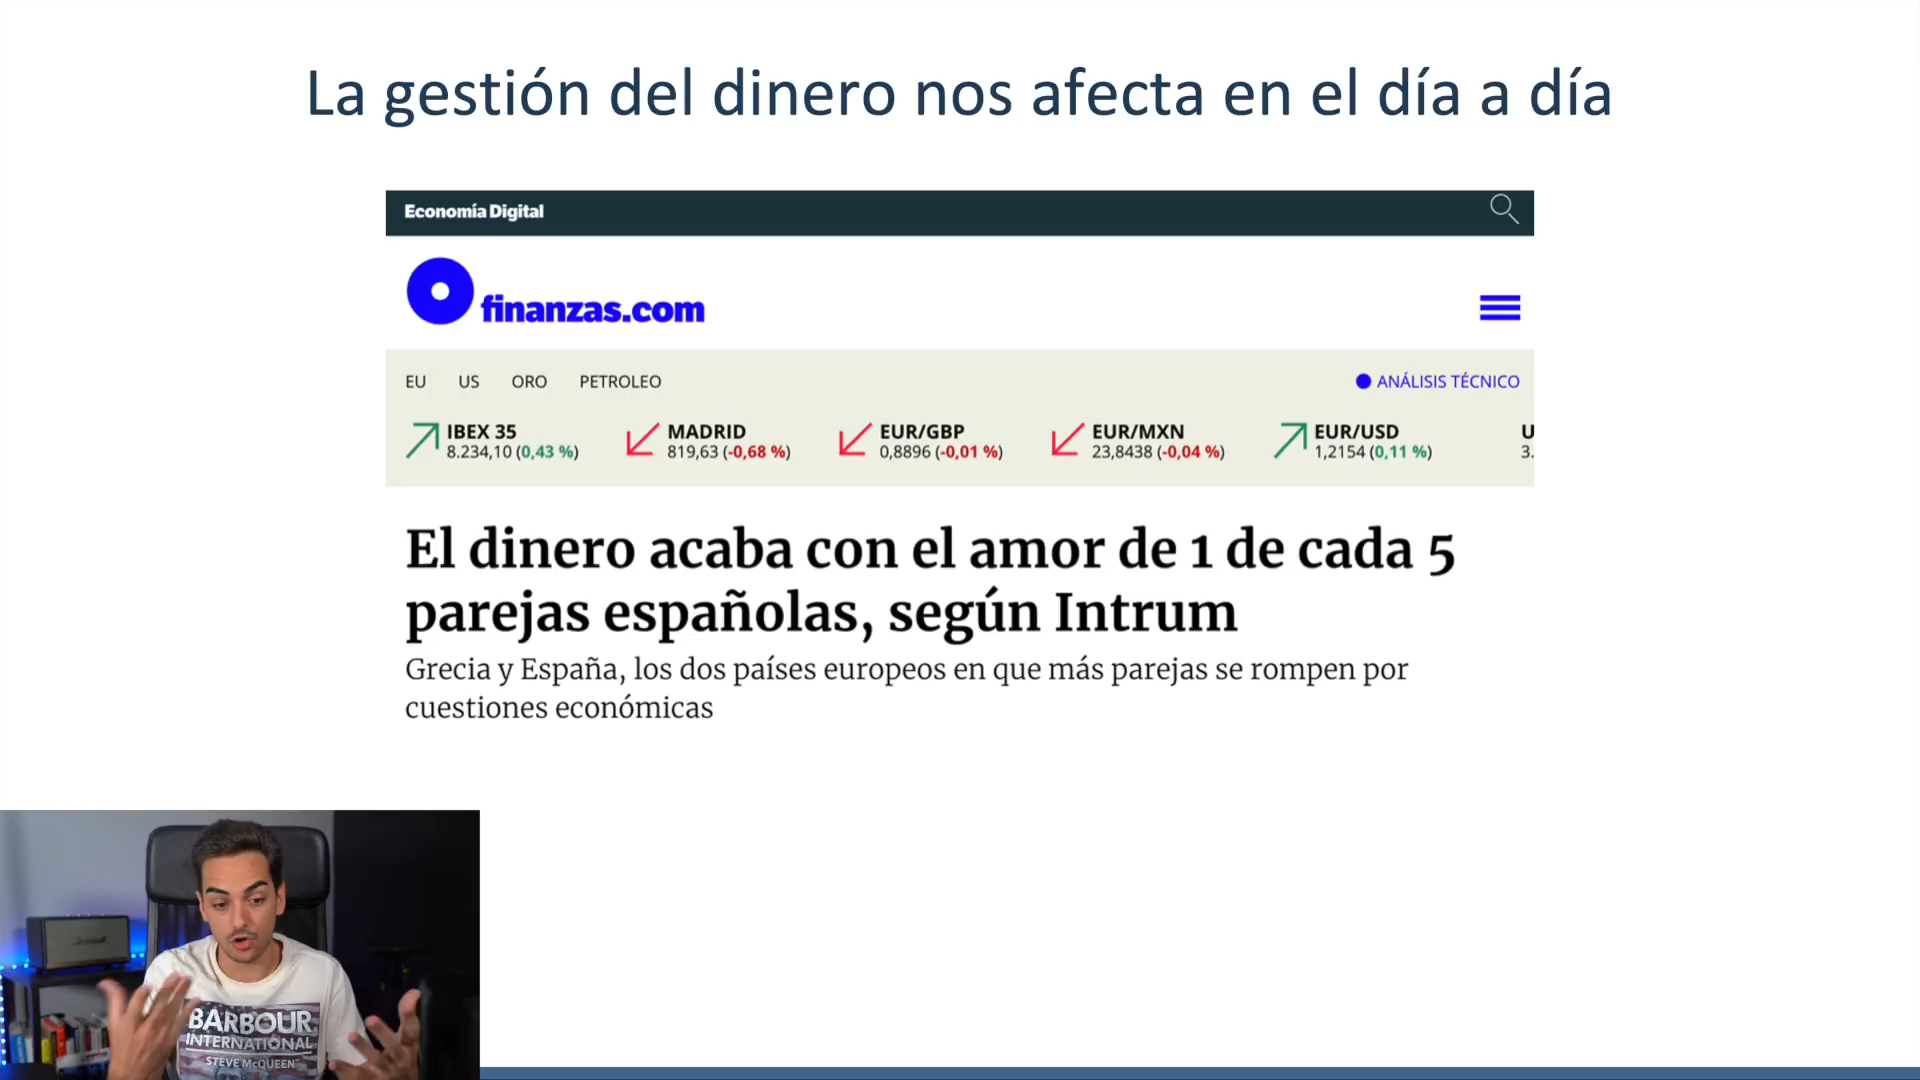 La gestión del dinero nos afecta en el día a día
Economía Digital
finanzas.com
EU US ORO PETROLEO ANÁLISIS TÉCNICO
IBEX 35 MADRID EUR/GBP EUR/MXN EUR/USD U
8.234,10 (0,43 %) 819,63 (-0,68 %) 0,8896 (-0,01 %) 23,8438 (-0,04 %) 1,2154 (0,11 %) 3.
El dinero acaba con el amor de 1 de cada 5
parejas españolas, según Intrum
Grecia y España, los dos países europeos en que más parejas se rompen por
cuestiones económicas
Marshall
BARBOUR
INTERNATIONAL
STEVE McQUEEN